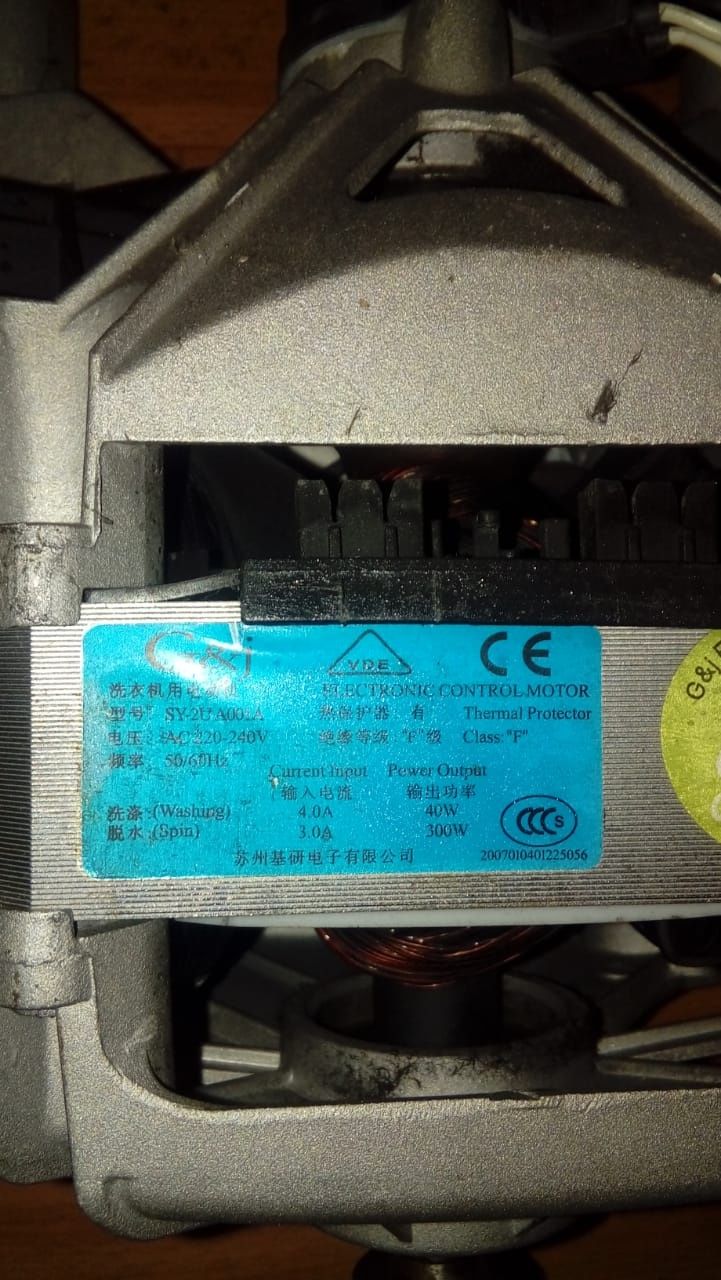 G&j
VDE
CE
洗衣机用电动机 ELECTRONIC CONTROL MOTOR
型号: 热保护器 有 Thermal Protector
电压: AC 220-240V 绝缘等级 "F"级 Class: "F"
频率: 50/60Hz
Current Input Power Output
输入电流 输出功率
洗涤:(Washing) 4.0A 40W
脱水:(Spin) 3.0A 300W
CCC S
苏州基研电子有限公司 2007010401225056
G&j